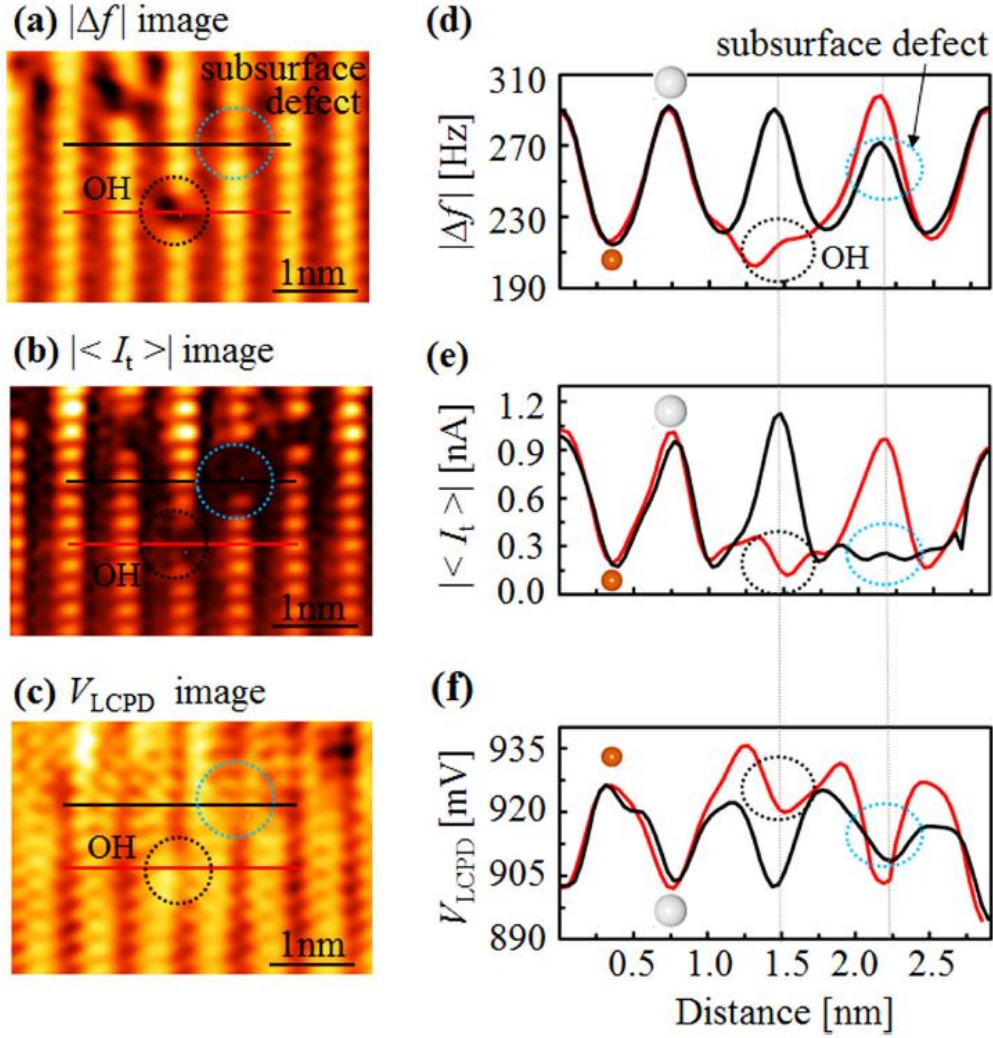 (a) |Δf| image
subsurface
defect
OH
1nm
(b) |< It >| image
OH
1nm
(c) VLCPD image
OH
1nm
(d)
subsurface defect
310
270
230
190
|Δf| [Hz]
OH
(e)
1.2
0.9
0.6
0.3
0.0
|< It >| [nA]
(f)
935
920
905
890
VLCPD [mV]
0.5 1.0 1.5 2.0 2.5
Distance [nm]